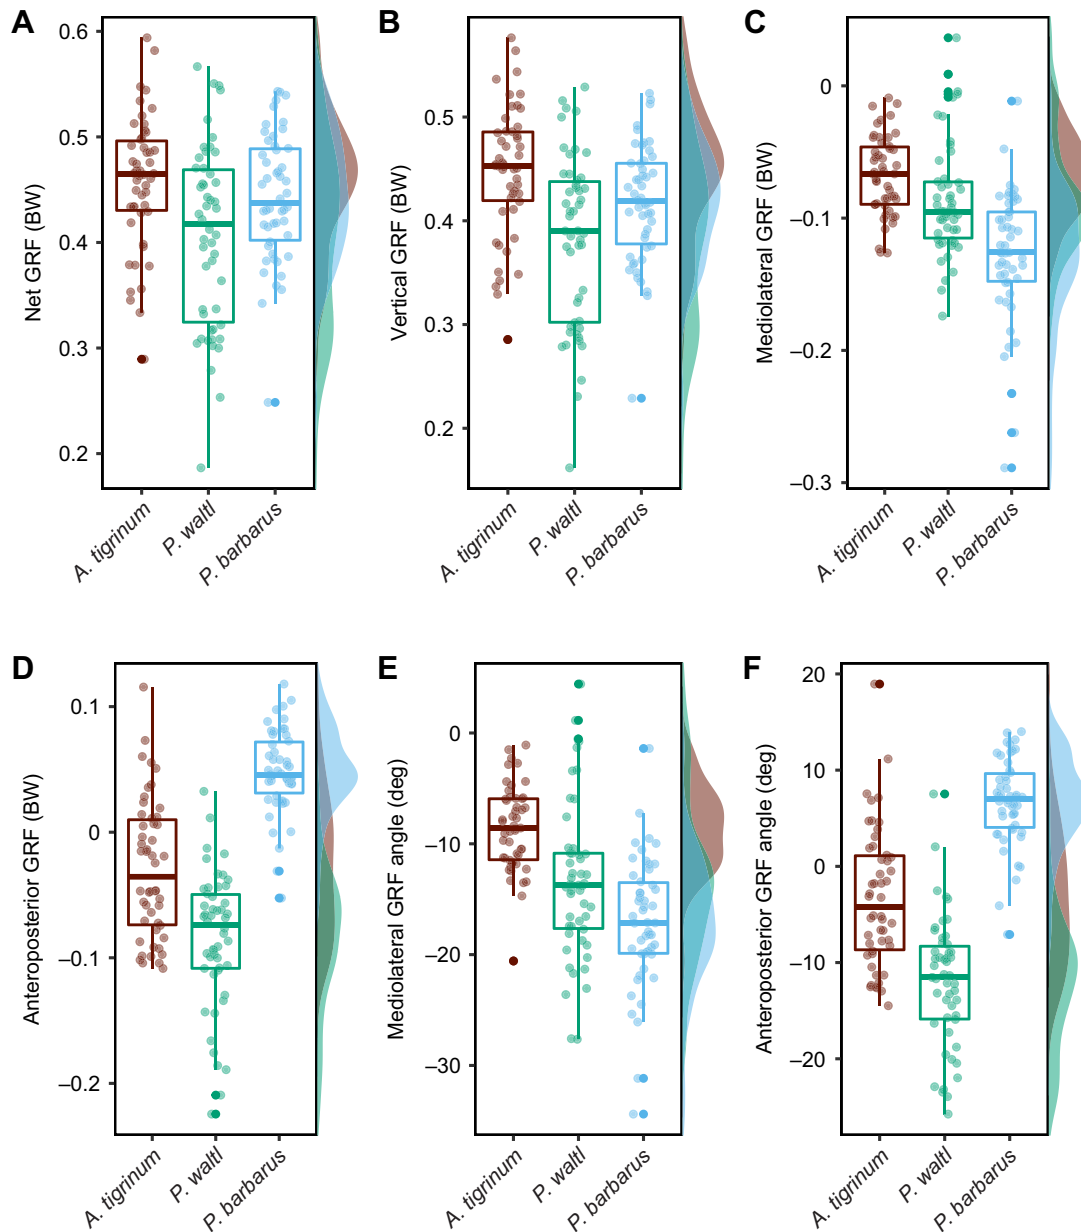 A
Net GRF (BW)
0.6
0.5
0.4
0.3
0.2
A. tigrinum
P. waltl
P. barbarus
B
Vertical GRF (BW)
0.5
0.4
0.3
0.2
A. tigrinum
P. waltl
P. barbarus
C
Mediolateral GRF (BW)
0
–0.1
–0.2
–0.3
A. tigrinum
P. waltl
P. barbarus
D
Anteroposterior GRF (BW)
0.1
0
–0.1
–0.2
A. tigrinum
P. waltl
P. barbarus
E
Mediolateral GRF angle (deg)
0
–10
–20
–30
A. tigrinum
P. waltl
P. barbarus
F
Anteroposterior GRF angle (deg)
20
10
0
–10
–20
A. tigrinum
P. waltl
P. barbarus